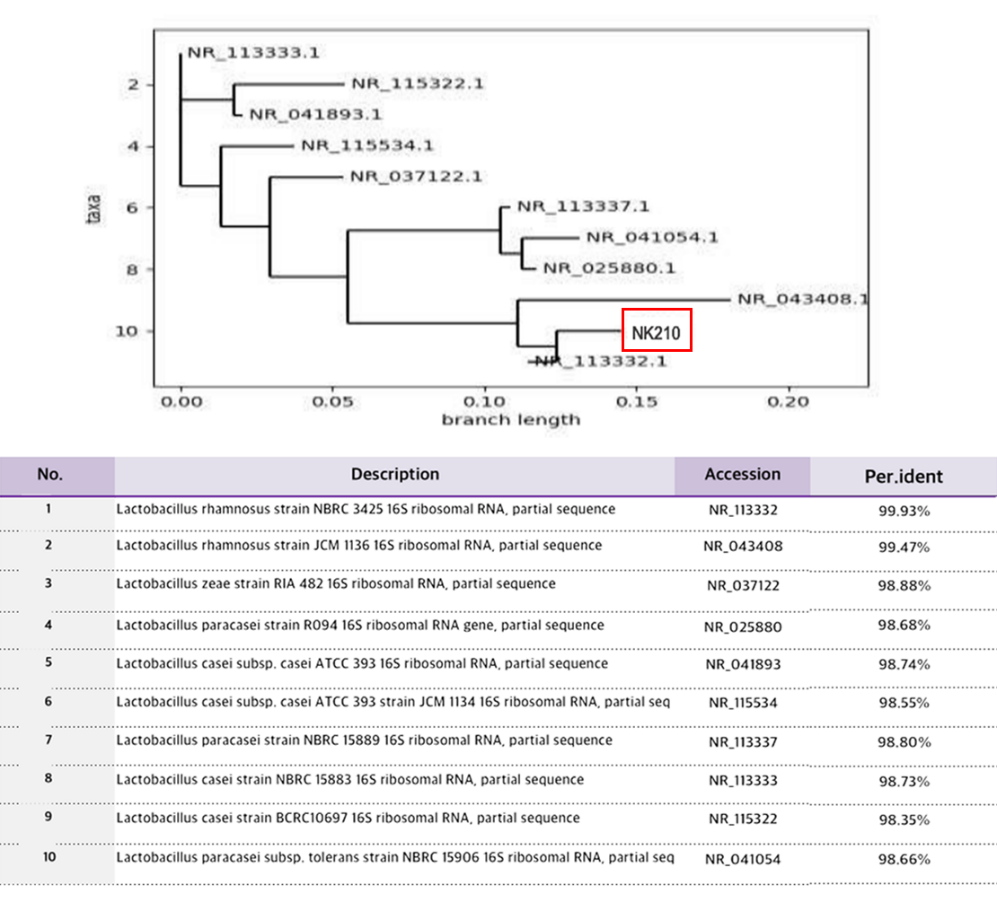 NR_113333.1
2
NR_115322.1
NR_041893.1
4
NR_115534.1
NR_037122.1
taxa
6
NR_113337.1
NR_041054.1
8
NR_025880.1
NR_043408.1
10
NK210
NR_113332.1
0.00 0.05 0.10 0.15 0.20
branch length
No. Description Accession Per.ident
1 Lactobacillus rhamnosus strain NBRC 3425 16S ribosomal RNA, partial sequence NR_113332 99.93%
2 Lactobacillus rhamnosus strain JCM 1136 16S ribosomal RNA, partial sequence NR_043408 99.47%
3 Lactobacillus zeae strain RIA 482 16S ribosomal RNA, partial sequence NR_037122 98.88%
4 Lactobacillus paracasei strain R094 16S ribosomal RNA gene, partial sequence NR_025880 98.68%
5 Lactobacillus casei subsp. casei ATCC 393 16S ribosomal RNA, partial sequence NR_041893 98.74%
6 Lactobacillus casei subsp. casei ATCC 393 strain JCM 1134 16S ribosomal RNA, partial seq NR_115534 98.55%
7 Lactobacillus paracasei strain NBRC 15889 16S ribosomal RNA, partial sequence NR_113337 98.80%
8 Lactobacillus casei strain NBRC 15883 16S ribosomal RNA, partial sequence NR_113333 98.73%
9 Lactobacillus casei strain BCRC10697 16S ribosomal RNA, partial sequence NR_115322 98.35%
10 Lactobacillus paracasei subsp. tolerans strain NBRC 15906 16S ribosomal RNA, partial seq NR_041054 98.66%